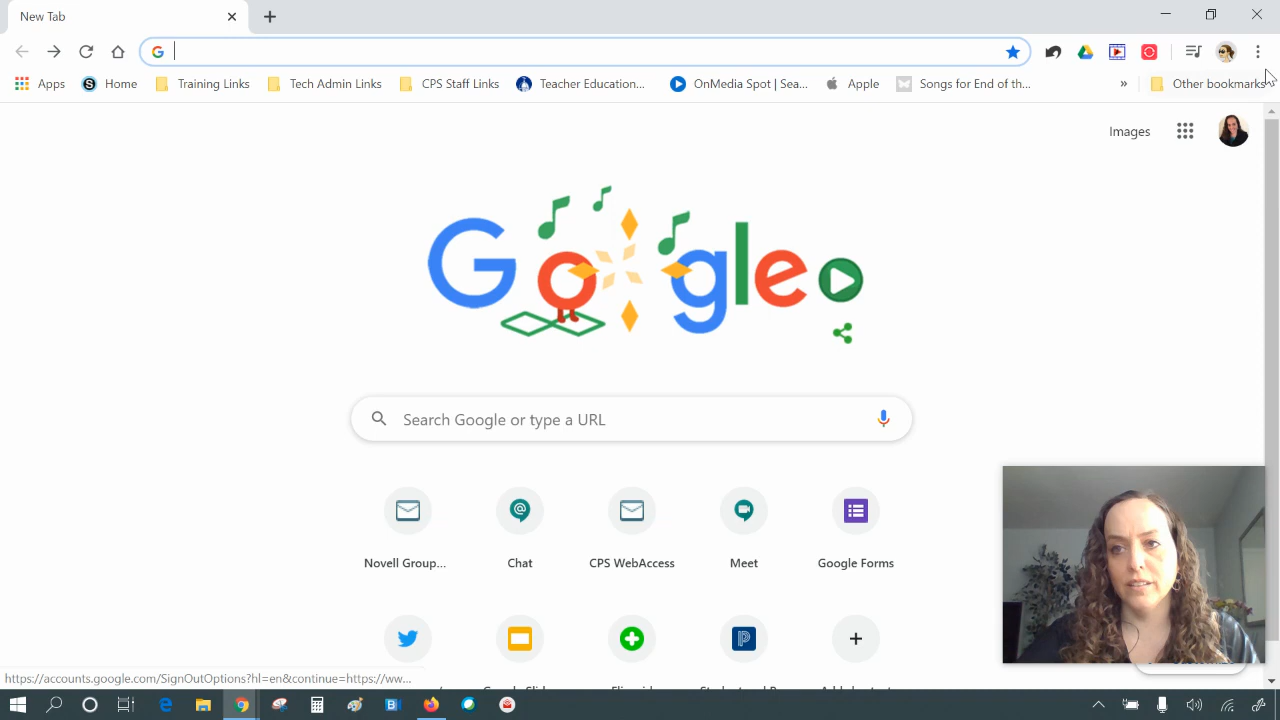 New Tab
Apps Home Training Links Tech Admin Links CPS Staff Links Teacher Education... OnMedia Spot | Sea... Apple Songs for End of th... » Other bookmarks
Images
Google
Search Google or type a URL
Novell Group... Chat CPS WebAccess Meet Google Forms
https://accounts.google.com/SignOutOptions?hl=en&continue=https://ww...